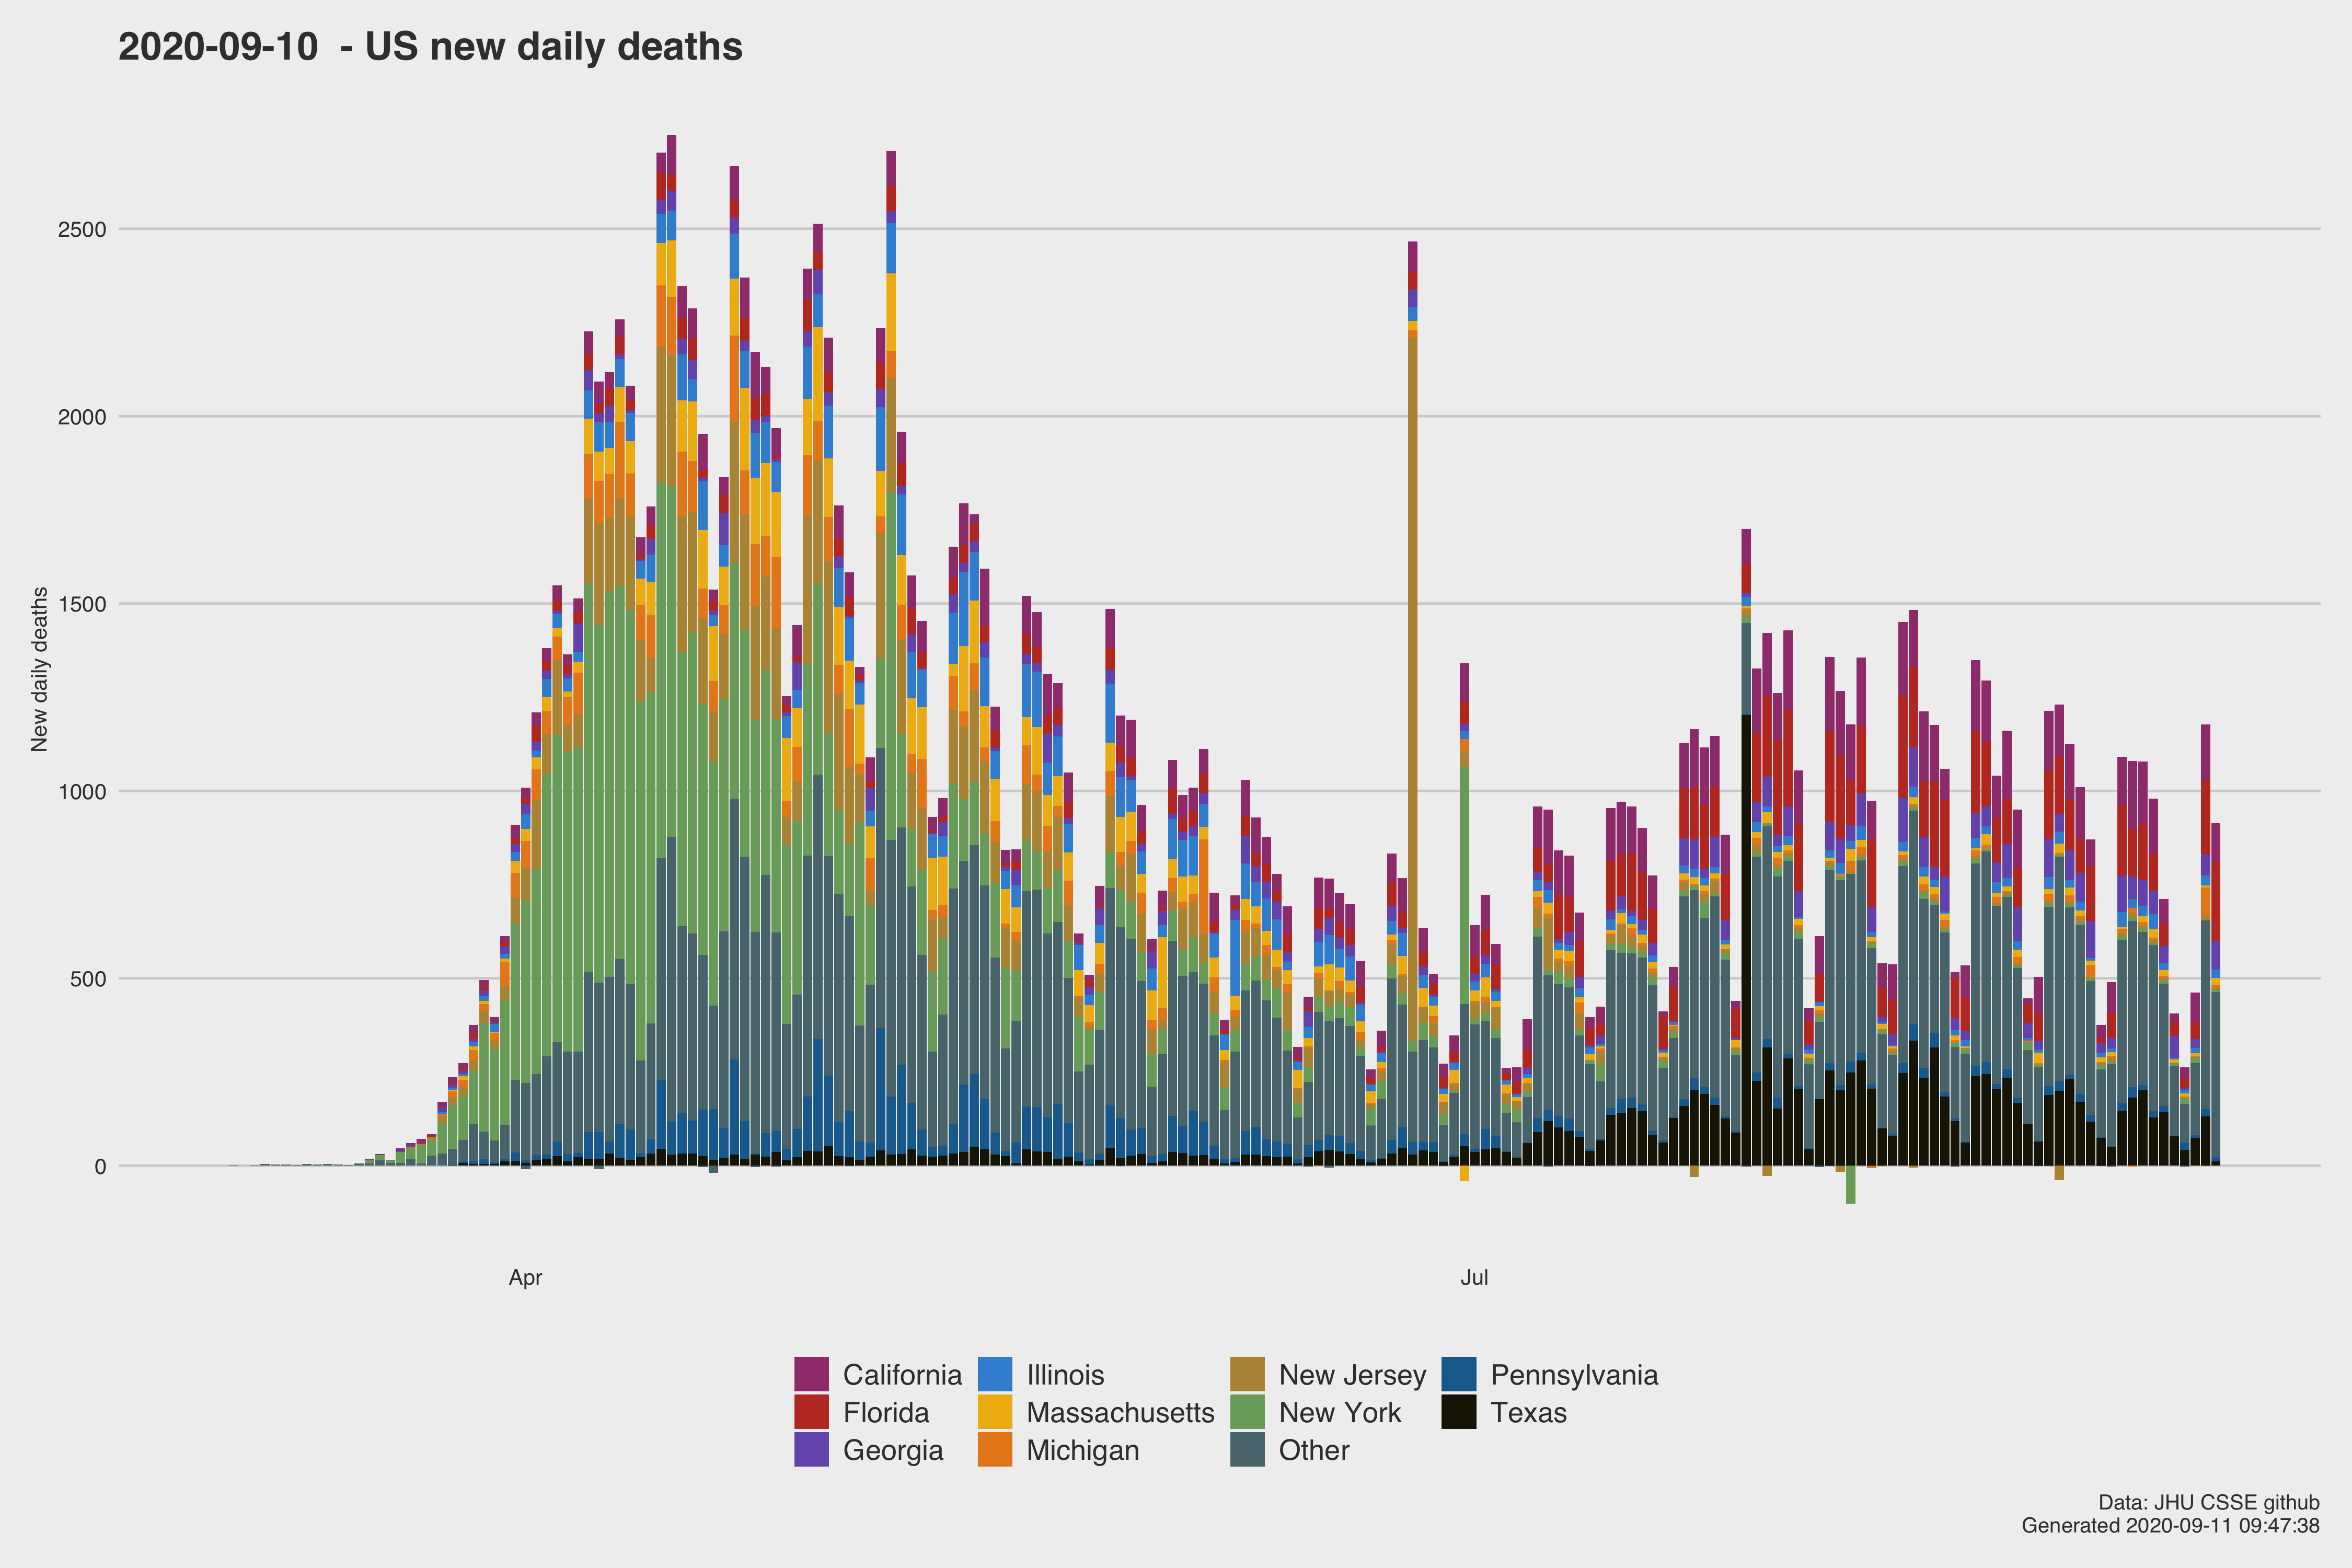 2020-09-10  - US new daily deaths
New daily deaths
2500
2000
1500
1000
500
0
Apr
Jul
California
Florida
Georgia
Illinois
Massachusetts
Michigan
New Jersey
New York
Other
Pennsylvania
Texas
Data: JHU CSSE github
Generated 2020-09-11 09:47:38